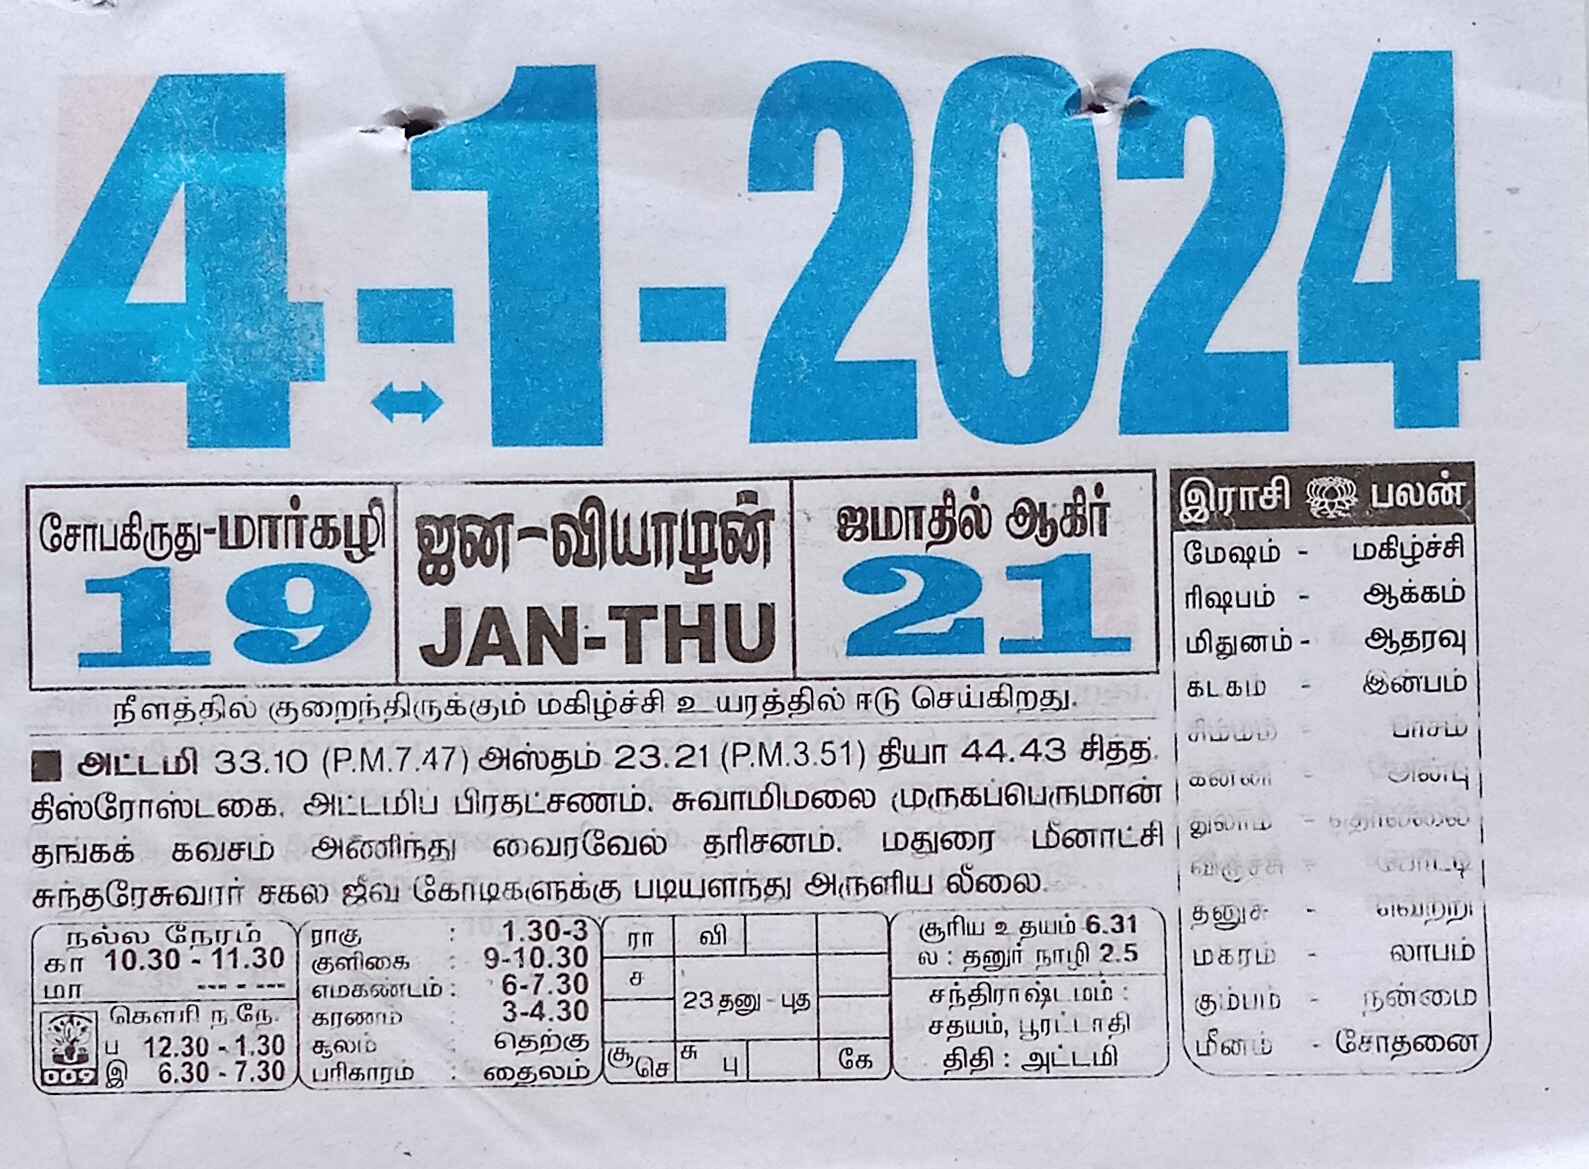 4-1-2024
சோபகிருது-மார்கழி
19
ஜன-வியாழன்
JAN-THU
ஜமாதில் ஆகிர்
21
நீளத்தில் குறைந்திருக்கும் மகிழ்ச்சி உயரத்தில் ஈடு செய்கிறது.
அட்டமி 33.10 (P.M.7.47) அஸ்தம் 23.21 (P.M.3.51) தியா 44.43 சித்த.
திஸ்ரோஸ்டகை. அட்டமிப பிரதட்சணம். சுவாமிமலை முருகப்பெருமான்
தங்கக் கவசம் அணிந்து வைரவேல் தரிசனம். மதுரை மீனாட்சி
சுந்தரேசுவரர் சகல ஜீவ கோடிகளுக்கு படியளந்து அருளிய லீலை.
நல்ல நேரம்
கா 10.30 - 11.30
மா --- - ---
கௌரி ந.நே.
ப 12.30 - 1.30
இ 6.30 - 7.30
009
ராகு : 1.30-3
குளிகை : 9-10.30
எமகண்டம் : 6-7.30
கரணம் : 3-4.30
சூலம் : தெற்கு
பரிகாரம் : தைலம்
ரா வி
ச
23 தனு - புத
சூ செ சு பு கே
சூரிய உதயம் 6.31
ல : தனுர் நாழி 2.5
சந்திராஷ்டமம் :
சதயம், பூரட்டாதி
திதி : அட்டமி
இராசி பலன்
மேஷம் - மகிழ்ச்சி
ரிஷபம் - ஆக்கம்
மிதுனம் - ஆதரவு
கடகம் - இன்பம்
சிம்மம் - பாசம்
கன்னி - அன்பு
துலாம் - தொல்லை
விருச்சி - போட்டி
தனுசு - வெற்றி
மகரம் - லாபம்
கும்பம் - நன்மை
மீனம் - சோதனை